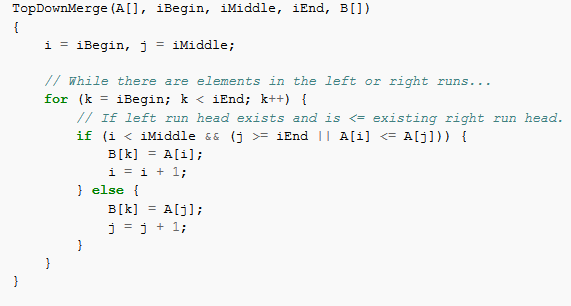 TopDownMerge(A[], iBegin, iMiddle, iEnd, B[])
{
    i = iBegin, j = iMiddle;

    // While there are elements in the left or right runs...
    for (k = iBegin; k < iEnd; k++) {
        // If left run head exists and is <= existing right run head.
        if (i < iMiddle && (j >= iEnd || A[i] <= A[j])) {
            B[k] = A[i];
            i = i + 1;
        } else {
            B[k] = A[j];
            j = j + 1;
        }
    }
}